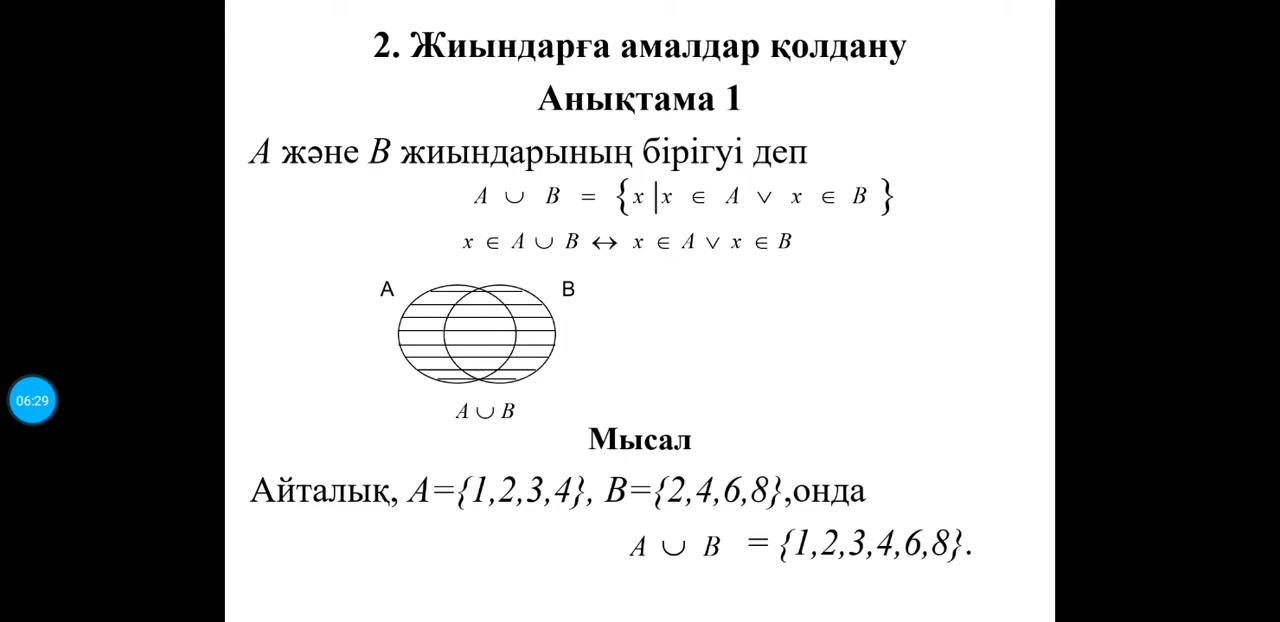 2. Жиындарға амалдар қолдану
Анықтама 1
A және B жиындарының бірігуі деп
A ∪ B = {x|x ∈ A ∨ x ∈ B}
x ∈ A ∪ B ↔ x ∈ A ∨ x ∈ B
A B
06:29
A ∪ B
Мысал
Айталық, A={1,2,3,4}, B={2,4,6,8},онда
A ∪ B = {1,2,3,4,6,8}.